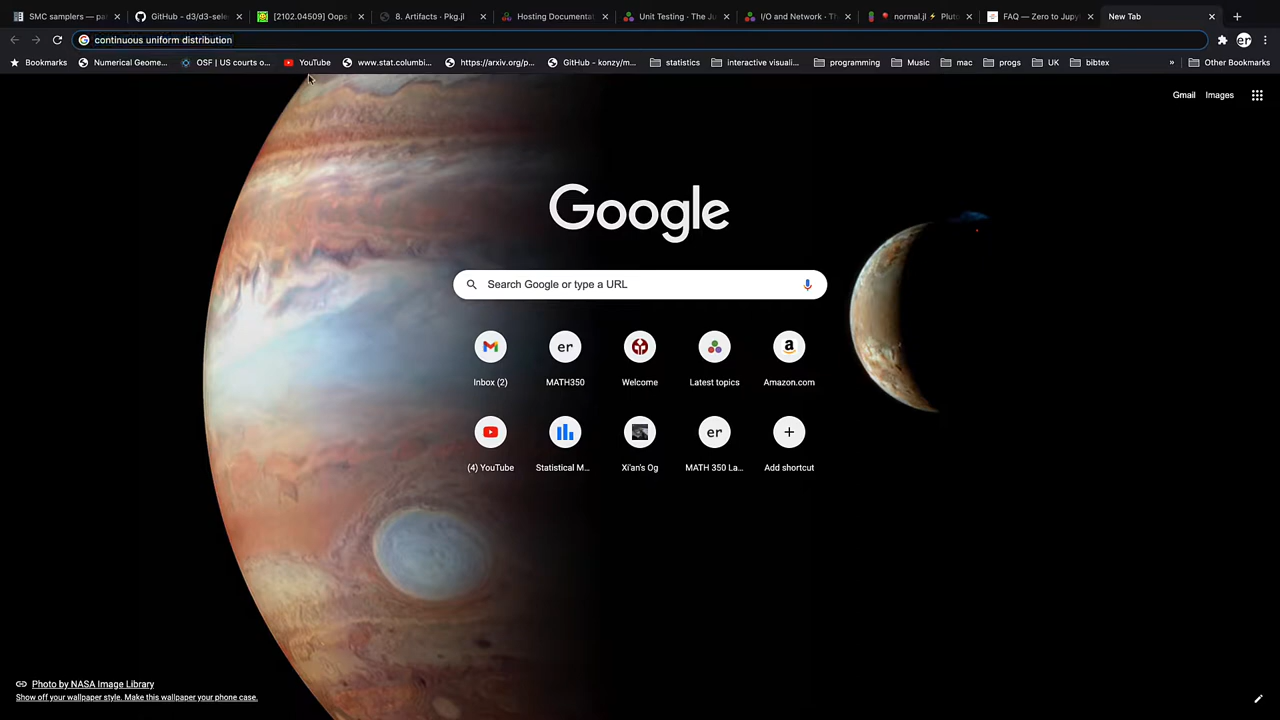 SMC samplers — pa
GitHub - d3/d3-sele
[2102.04509] Oops
8. Artifacts · Pkg.jl
Hosting Documentat
Unit Testing · The Ju
I/O and Network · Th
normal.jl ⚡ Pluto
FAQ — Zero to Jupy
New Tab
continuous uniform distribution
er
Bookmarks
Numerical Geome...
OSF | US courts o...
YouTube
www.stat.columbi...
https://arxiv.org/p...
GitHub - konzy/m...
statistics
interactive visuali...
programming
Music
mac
progs
UK
bibtex
»
Other Bookmarks
Gmail
Images
Google
Search Google or type a URL
er
a
Inbox (2)
MATH350
Welcome
Latest topics
Amazon.com
er
(4) YouTube
Statistical M...
Xi'an's Og
MATH 350 La...
Add shortcut
Photo by NASA Image Library
Show off your wallpaper style. Make this wallpaper your phone case.